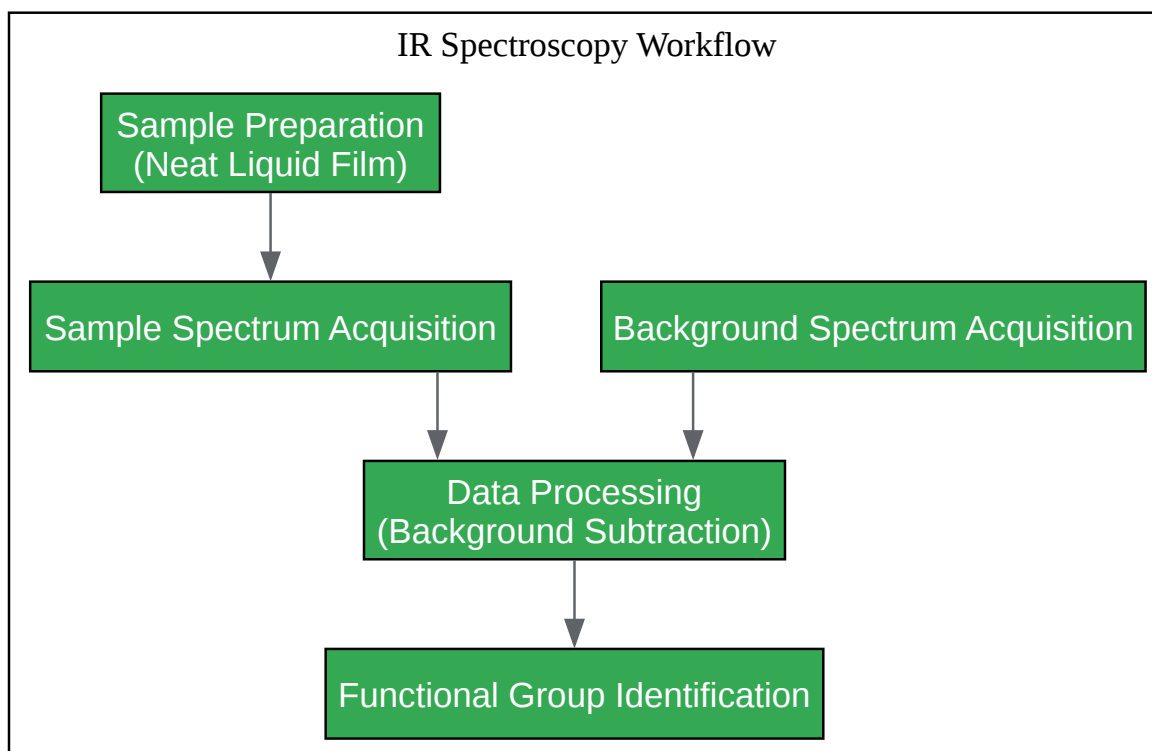 IR Spectroscopy Workflow
Sample Preparation
(Neat Liquid Film)
Sample Spectrum Acquisition
Background Spectrum Acquisition
Data Processing
(Background Subtraction)
Functional Group Identification